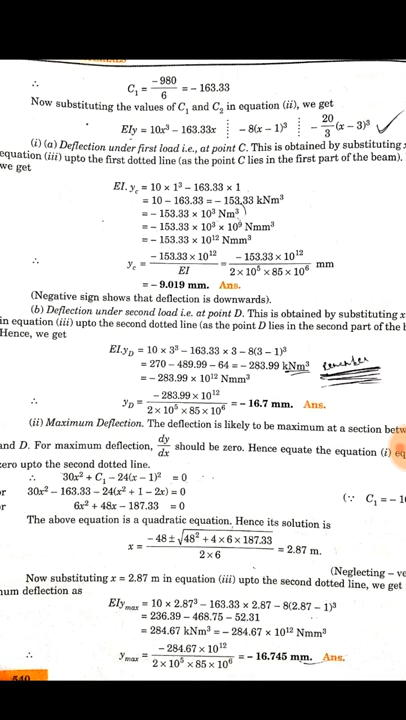 ∴ C₁ = −980/6 = − 163.33
Now substituting the values of C₁ and C₂ in equation (ii), we get
EIy = 10x³ − 163.33x ⋮ − 8(x − 1)³ ⋮ − 20/3 (x − 3)³
(i) (a) Deflection under first load i.e., at point C. This is obtained by substituting x
equation (iii) upto the first dotted line (as the point C lies in the first part of the beam).
we get
EI.y_c = 10 × 1³ − 163.33 × 1
= 10 − 163.33 = − 153.33 kNm³
= − 153.33 × 10³ Nm³
= − 153.33 × 10³ × 10⁹ Nmm³
= − 153.33 × 10¹² Nmm³
∴ y_c = −153.33 × 10¹²/EI = −153.33 × 10¹²/2 × 10⁵ × 85 × 10⁶ mm
= − 9.019 mm. Ans.
(Negative sign shows that deflection is downwards).
(b) Deflection under second load i.e. at point D. This is obtained by substituting x
in equation (iii) upto the second dotted line (as the point D lies in the second part of the b
Hence, we get
EI.y_D = 10 × 3³ − 163.33 × 3 − 8(3 − 1)³
= 270 − 489.99 − 64 = − 283.99 kNm³
= − 283.99 × 10¹² Nmm³
∴ y_D = −283.99 × 10¹²/2 × 10⁵ × 85 × 10⁶ = − 16.7 mm. Ans.
(ii) Maximum Deflection. The deflection is likely to be maximum at a section betw
and D. For maximum deflection, dy/dx should be zero. Hence equate the equation (i) eq
zero upto the second dotted line.
∴ 30x² + C₁ − 24(x − 1)² = 0
or 30x² − 163.33 − 24(x² + 1 − 2x) = 0 (∵ C₁ = − 16
or 6x² + 48x − 187.33 = 0
The above equation is a quadratic equation. Hence its solution is
x = −48 ± √48² + 4 × 6 × 187.33/2 × 6 = 2.87 m.
(Neglecting − v
Now substituting x = 2.87 m in equation (iii) upto the second dotted line, we get
num deflection as
EIy_max = 10 × 2.87³ − 163.33 × 2.87 − 8(2.87 − 1)³
= 236.39 − 468.75 − 52.31
= 284.67 kNm³ = − 284.67 × 10¹² Nmm³
∴ y_max = −284.67 × 10¹²/2 × 10⁵ × 85 × 10⁶ = − 16.745 mm. Ans.
540